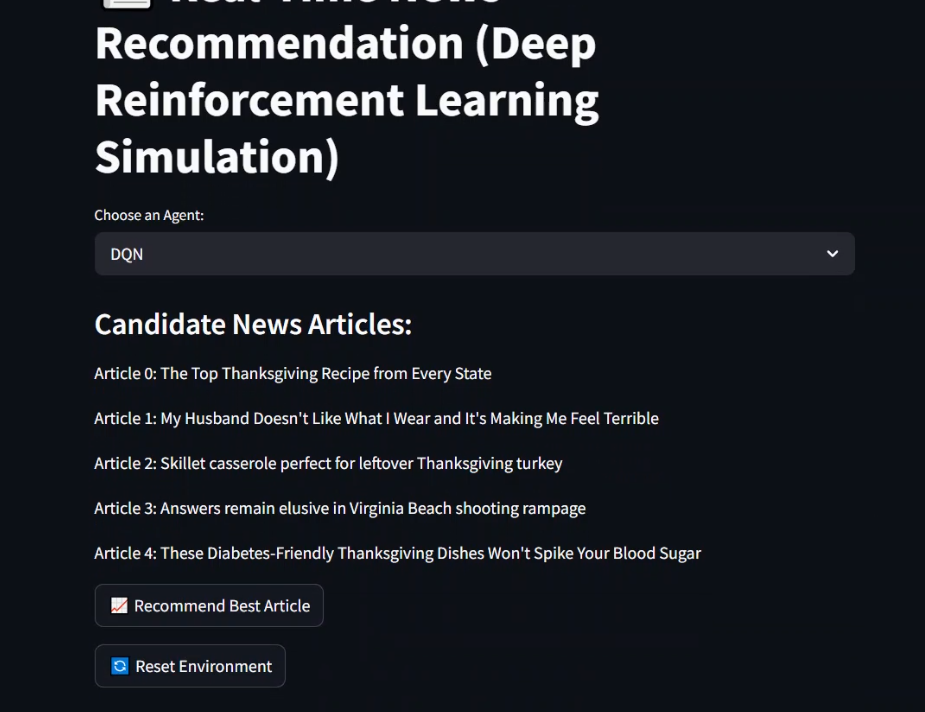 Recommendation (Deep
Reinforcement Learning
Simulation)
Choose an Agent:
DQN
Candidate News Articles:
Article 0: The Top Thanksgiving Recipe from Every State
Article 1: My Husband Doesn't Like What I Wear and It's Making Me Feel Terrible
Article 2: Skillet casserole perfect for leftover Thanksgiving turkey
Article 3: Answers remain elusive in Virginia Beach shooting rampage
Article 4: These Diabetes-Friendly Thanksgiving Dishes Won't Spike Your Blood Sugar
Recommend Best Article
Reset Environment